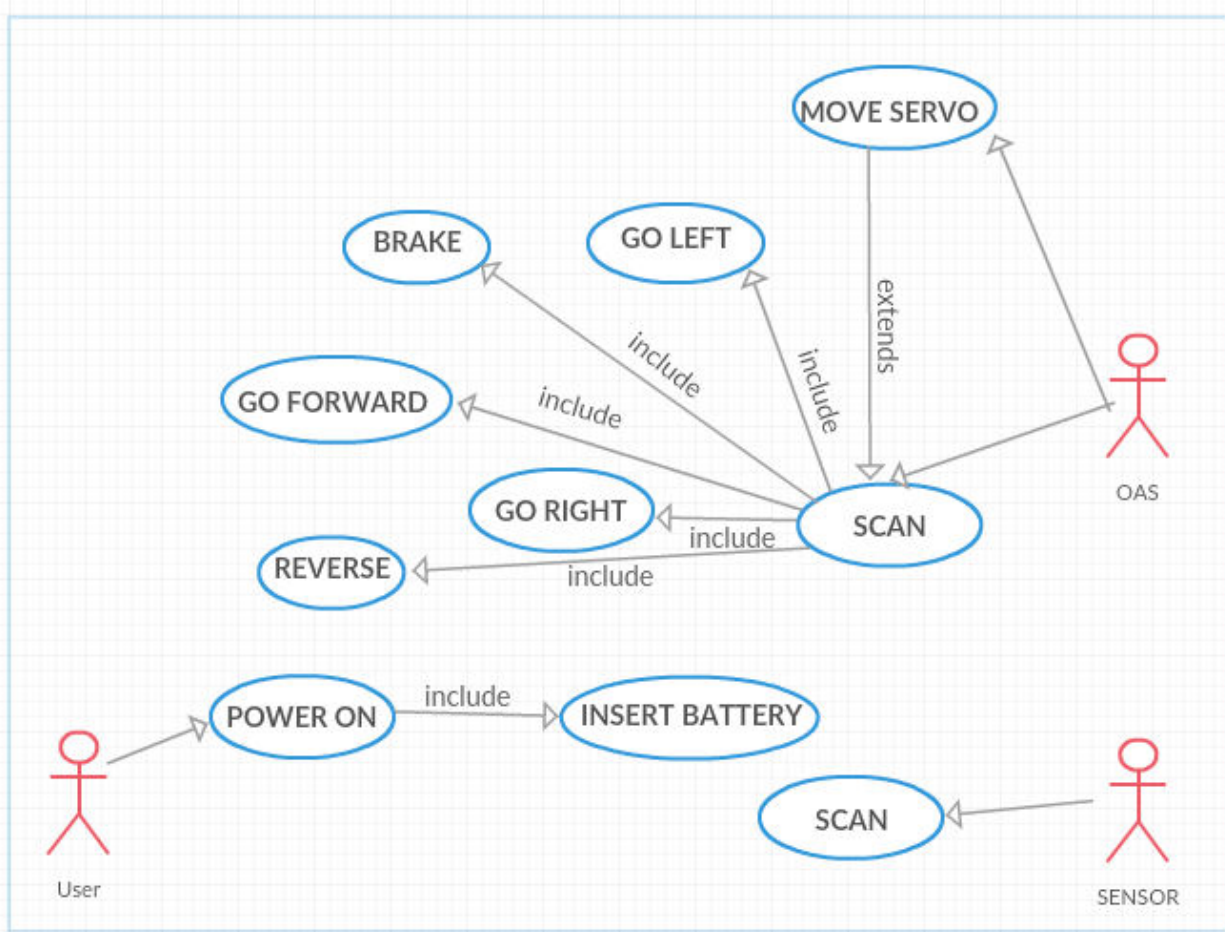 MOVE SERVO
BRAKE
GO LEFT
extends
include
include
include
GO FORWARD
GO RIGHT
SCAN
OAS
include
REVERSE
include
POWER ON
include
INSERT BATTERY
SCAN
User
SENSOR